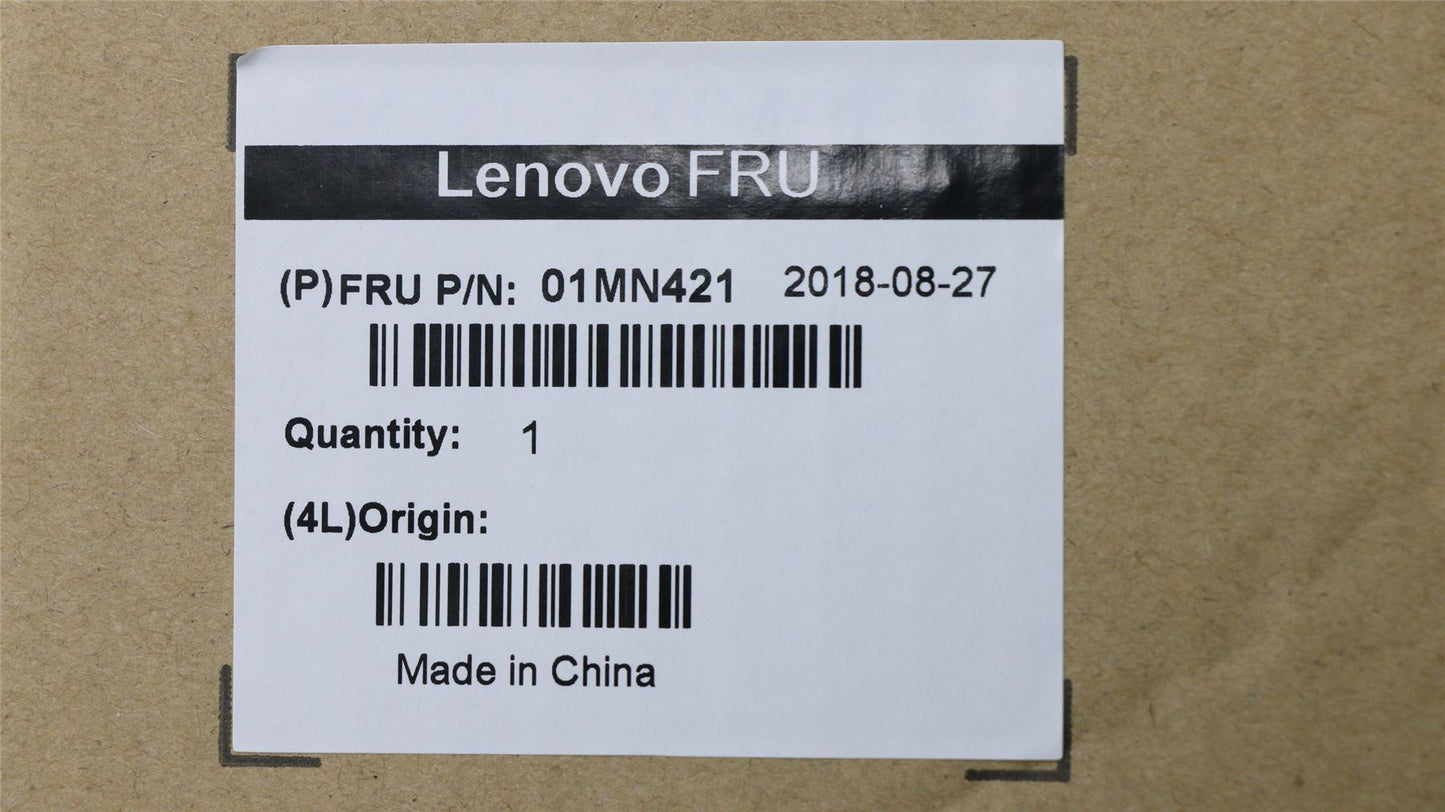 Lenovo FRU
(P)FRU P/N: 01MN421 2018-08-27
Quantity: 1
(4L)Origin:
Made in China